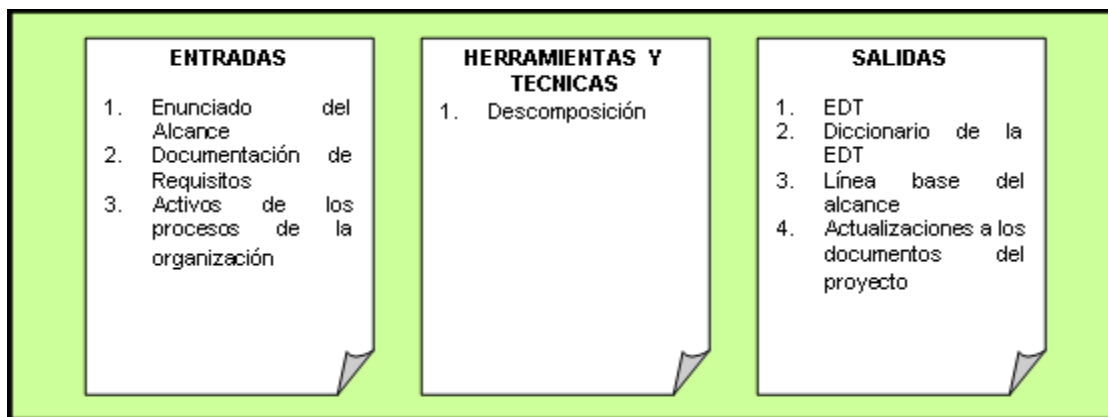 ENTRADAS
1. Enunciado del
Alcance
2. Documentación de
Requisitos
3. Activos de los
procesos de la
organización
HERRAMIENTAS Y
TECNICAS
1. Descomposición
SALIDAS
1. EDT
2. Diccionario de la
EDT
3. Línea base del
alcance
4. Actualizaciones a los
documentos del
proyecto